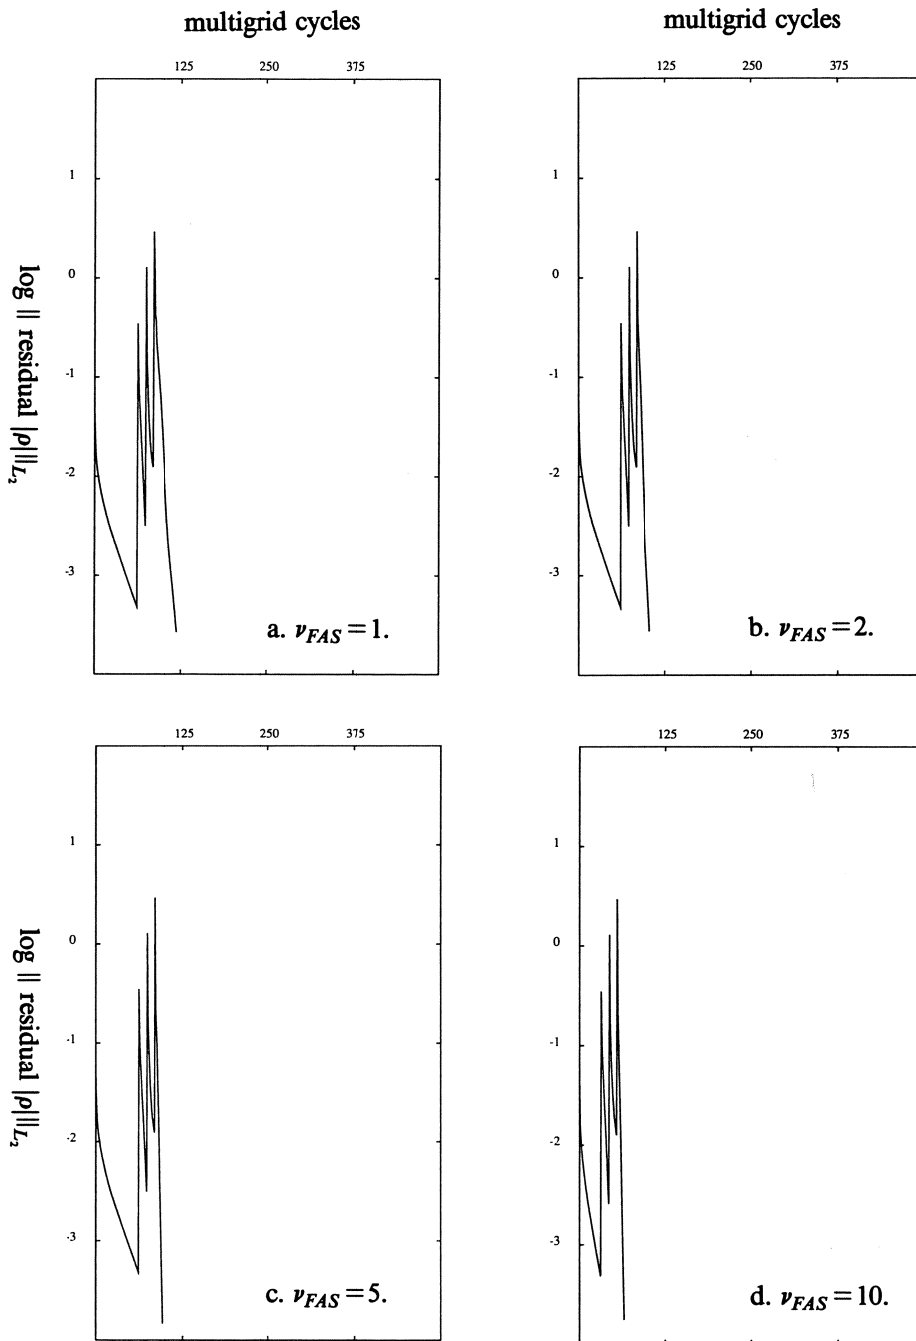 multigrid cycles
multigrid cycles
125 250 375
125 250 375
1
0
-1
-2
-3
log || residual |ρ| ||L₂
a. νFAS = 1.
1
0
-1
-2
-3
b. νFAS = 2.
125 250 375
125 250 375
1
0
-1
-2
-3
log || residual |ρ| ||L₂
c. νFAS = 5.
1
0
-1
-2
-3
d. νFAS = 10.